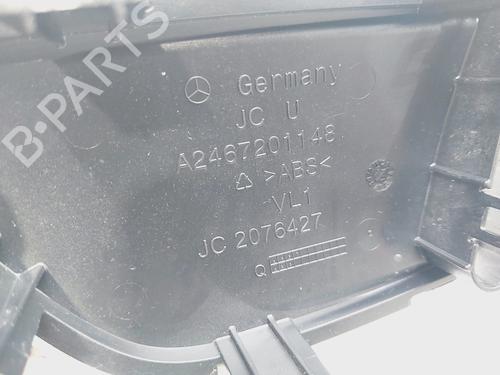 B-PARTS
Germany
JC U
A2467201148
>ABS<
VL1
JC 2076427
Q